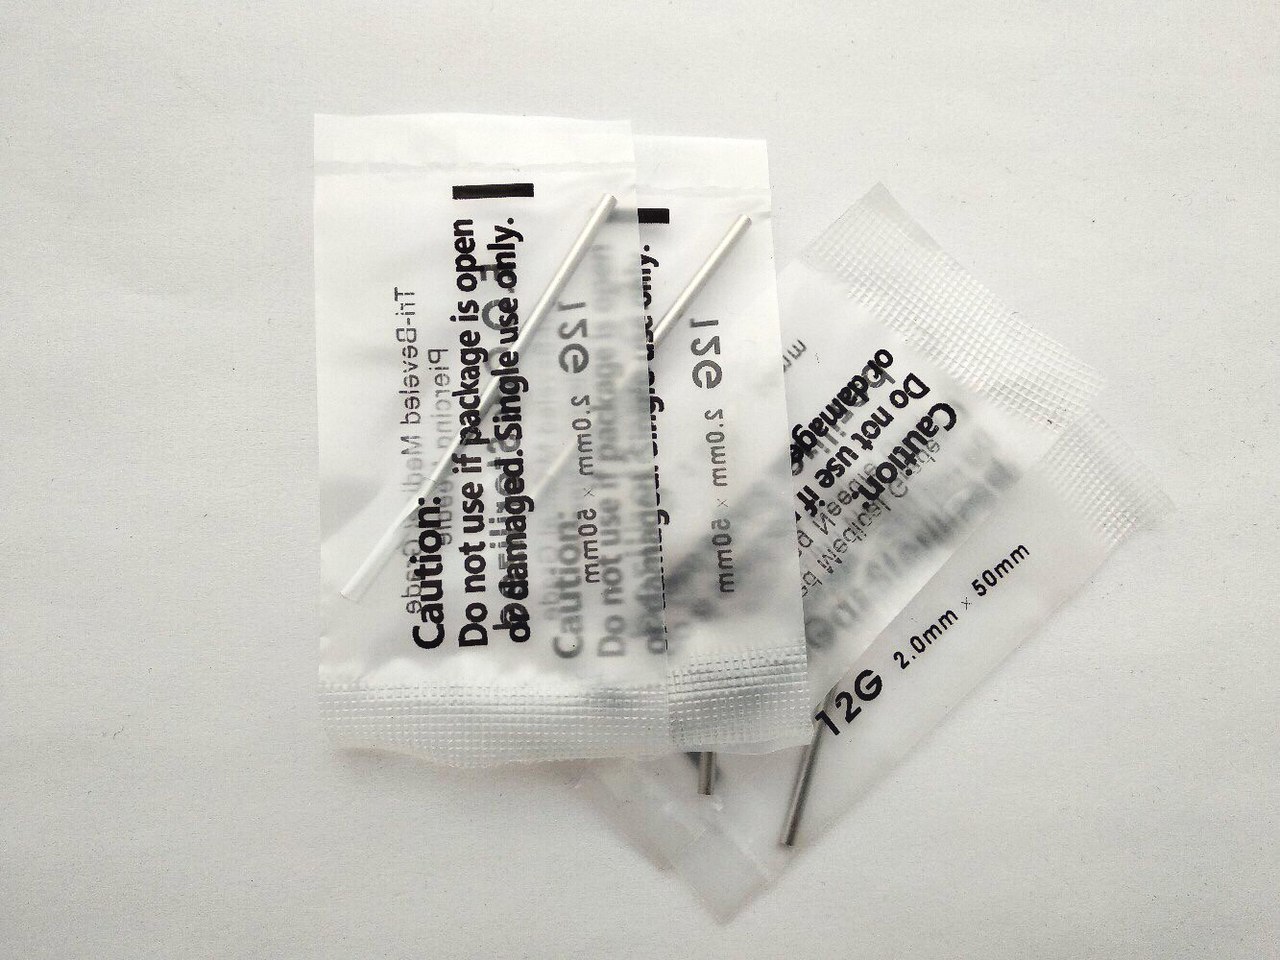 Caution:
Do not use if package is open
or damaged. Single use only.
Tri-Beveled Medical Grade
Piercing Needle
12G 2.0mm × 50mm
Caution:
Do not use if package is open
or damaged. Single use only.
12G 2.0mm × 50mm
Caution:
Do not use if
or damage
12G 2.0mm × 50mm
mm